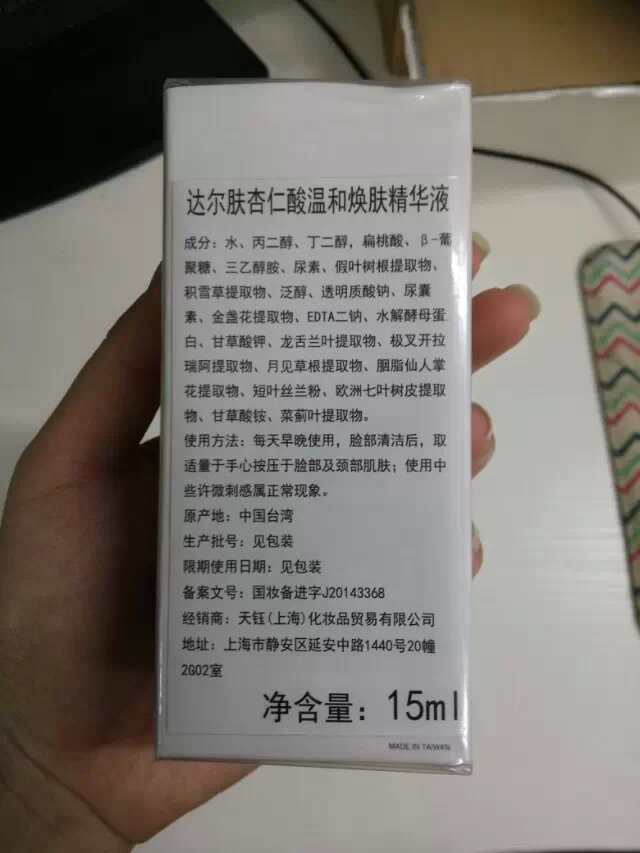 达尔肤杏仁酸温和焕肤精华液
成分：水、丙二醇、丁二醇，扁桃酸、β-葡
聚糖、三乙醇胺、尿素、假叶树根提取物、
积雪草提取物、泛醇、透明质酸钠、尿囊
素、金盏花提取物、EDTA二钠、水解酵母蛋
白、甘草酸钾、龙舌兰叶提取物、极叉开拉
瑞阿提取物、月见草根提取物、胭脂仙人掌
花提取物、短叶丝兰粉、欧洲七叶树皮提取
物、甘草酸铵、菜蓟叶提取物。
使用方法：每天早晚使用，脸部清洁后，取
适量于手心按压于脸部及颈部肌肤；使用中
些许微刺感属正常现象。
原产地：中国台湾
生产批号：见包装
限期使用日期：见包装
备案文号：国妆备进字J20143368
经销商：天钰(上海)化妆品贸易有限公司
地址：上海市静安区延安中路1440号20幢
2G02室
净含量：15ml
MADE IN TAIWAN